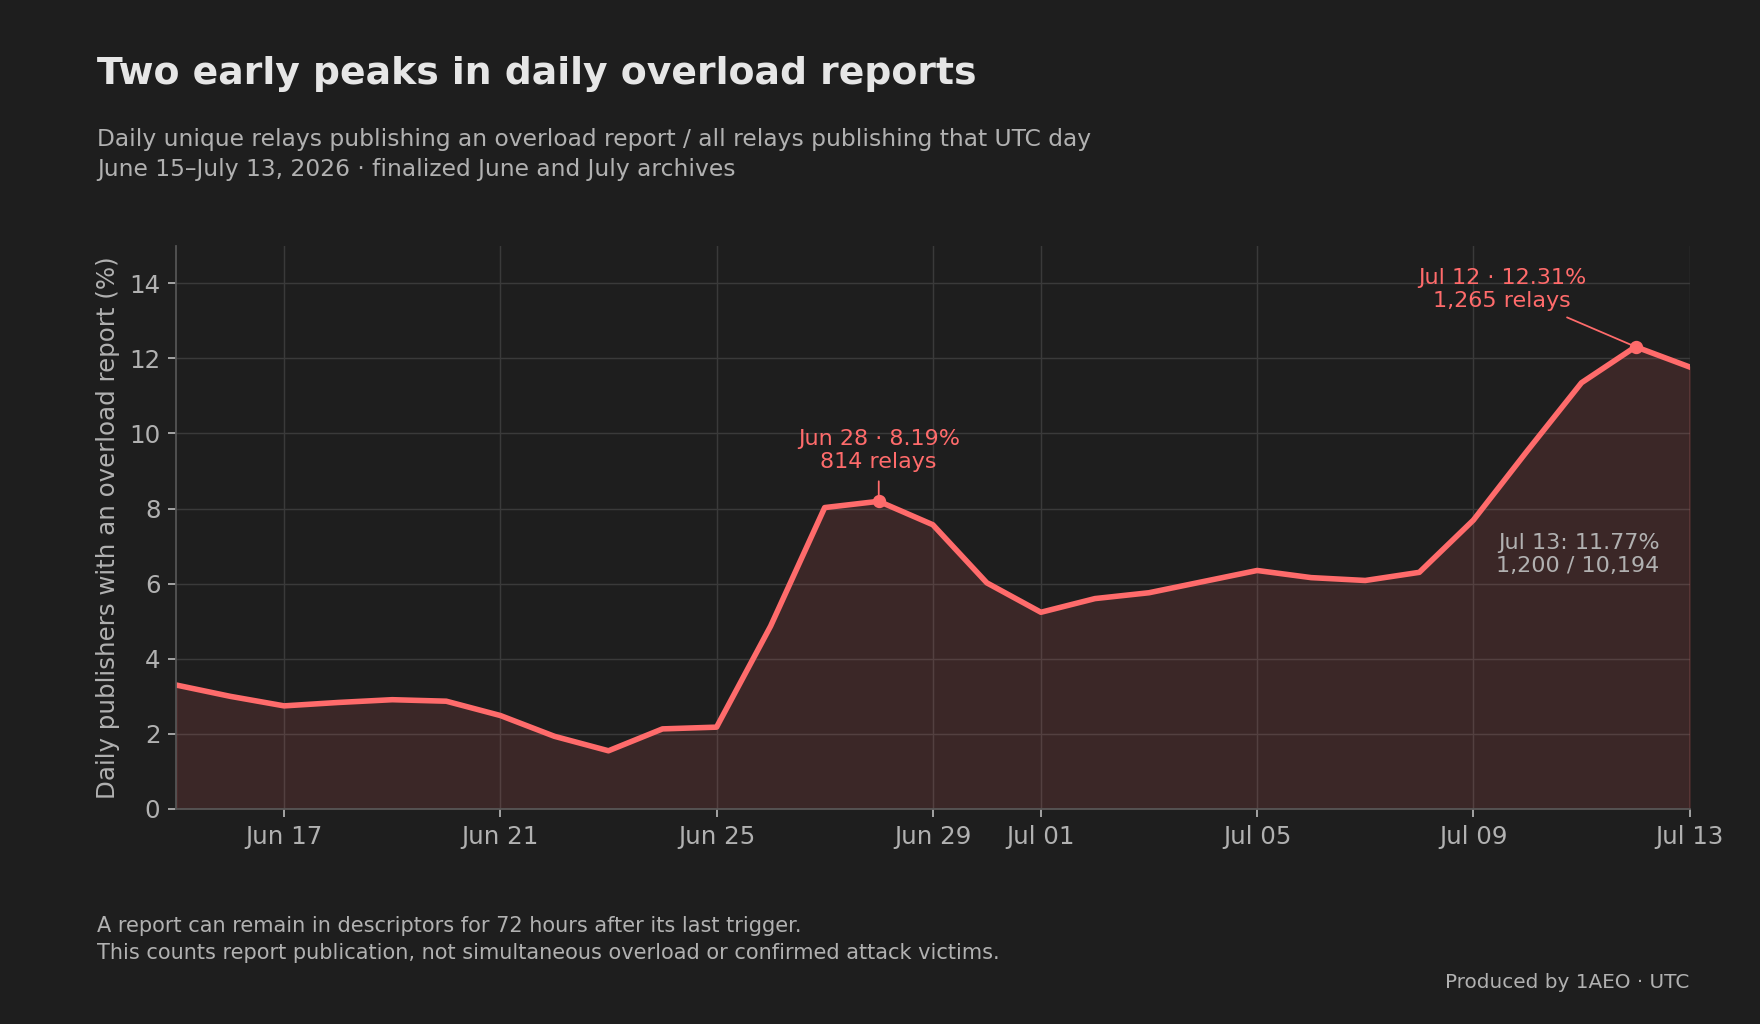 Two early peaks in daily overload reports
Daily unique relays publishing an overload report / all relays publishing that UTC day
June 15–July 13, 2026 · finalized June and July archives
Daily publishers with an overload report (%)
14
12
10
8
6
4
2
0
Jul 12 · 12.31%
1,265 relays
Jun 28 · 8.19%
814 relays
Jul 13: 11.77%
1,200 / 10,194
Jun 17
Jun 21
Jun 25
Jun 29
Jul 01
Jul 05
Jul 09
Jul 13
A report can remain in descriptors for 72 hours after its last trigger.
This counts report publication, not simultaneous overload or confirmed attack victims.
Produced by 1AEO · UTC